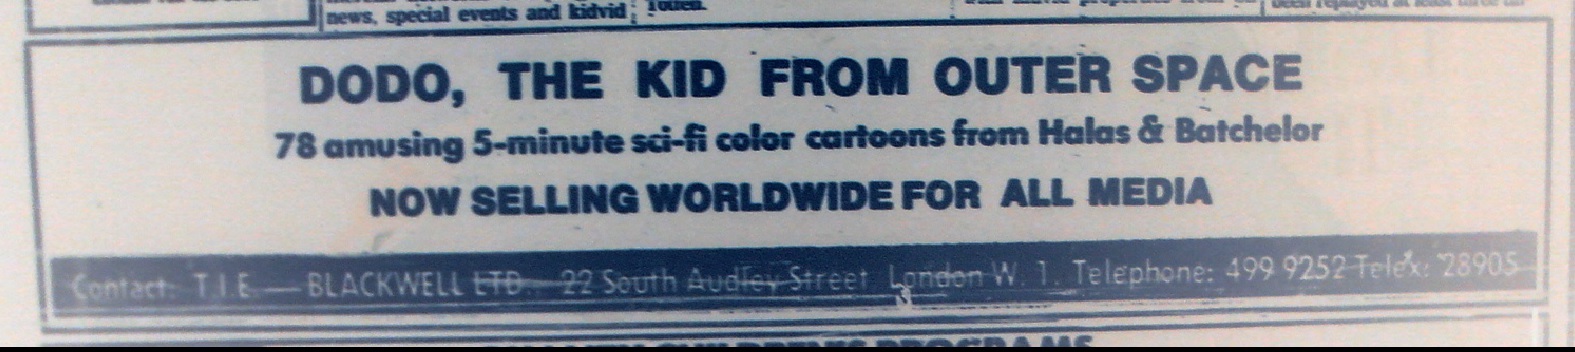 news, special events and kidvid
DODO, THE KID FROM OUTER SPACE
78 amusing 5-minute sci-fi color cartoons from Halas & Batchelor
NOW SELLING WORLDWIDE FOR ALL MEDIA
Contact: T.I.E. — BLACKWELL LTD. 22 South Audley Street London W. 1. Telephone: 499 9252 Telex: 28905